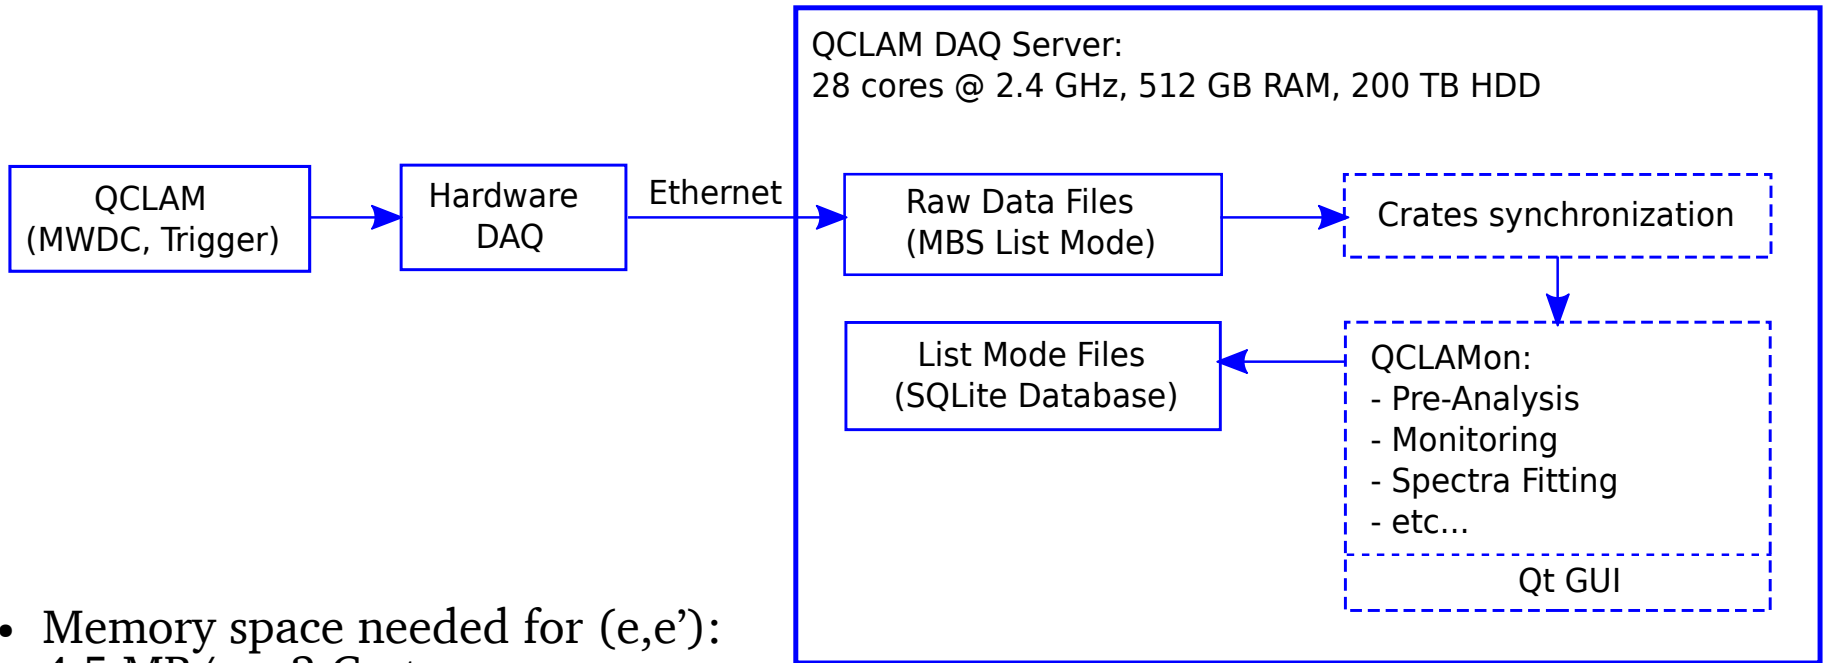 QCLAM DAQ Server:
28 cores @ 2.4 GHz, 512 GB RAM, 200 TB HDD
QCLAM
(MWDC, Trigger)
Hardware
DAQ
Ethernet
Raw Data Files
(MBS List Mode)
Crates synchronization
List Mode Files
(SQLite Database)
QCLAMon:
- Pre-Analysis
- Monitoring
- Spectra Fitting
- etc...
Qt GUI
• Memory space needed for (e,e’):